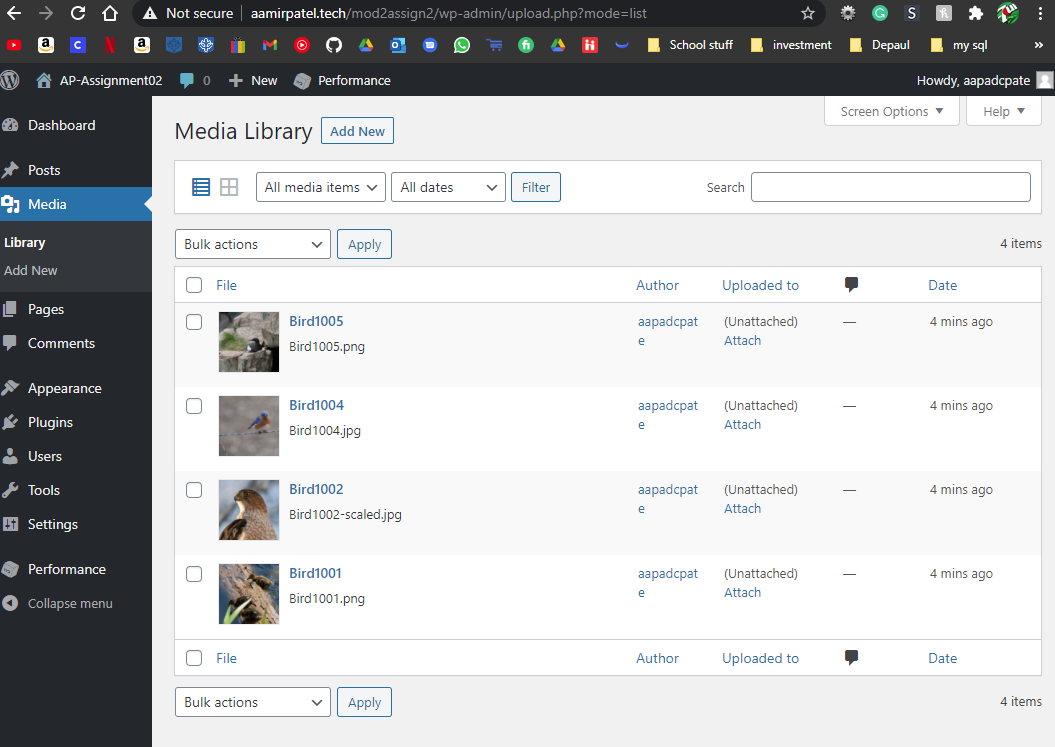 Not secure | aamirpatel.tech/mod2assign2/wp-admin/upload.php?mode=list
School stuff investment Depaul my sql »
AP-Assignment02 0 New Performance Howdy, aapadcpate
Screen Options Help
Media Library Add New
Dashboard
Posts
Media
Library
Add New
Pages
Comments
Appearance
Plugins
Users
Tools
Settings
Performance
Collapse menu
All media items All dates Filter Search
Bulk actions Apply 4 items
File Author Uploaded to Date
Bird1005 aapadcpat (Unattached) — 4 mins ago
Bird1005.png e Attach
Bird1004 aapadcpat (Unattached) — 4 mins ago
Bird1004.jpg e Attach
Bird1002 aapadcpat (Unattached) — 4 mins ago
Bird1002-scaled.jpg e Attach
Bird1001 aapadcpat (Unattached) — 4 mins ago
Bird1001.png e Attach
File Author Uploaded to Date
Bulk actions Apply 4 items